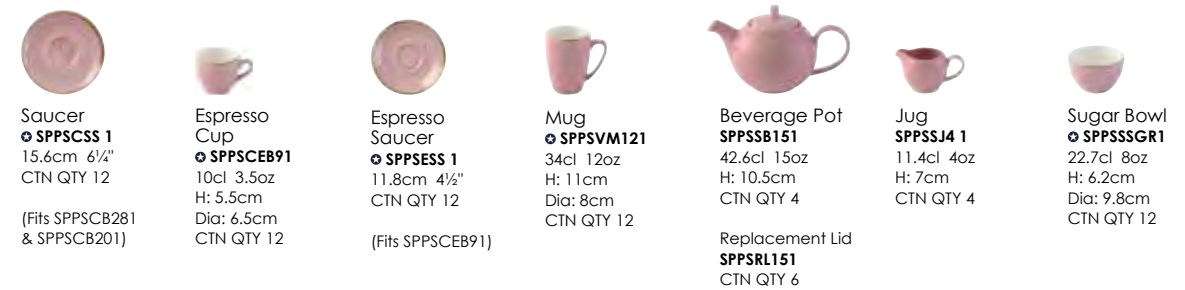 Saucer
✪ SPPSCSS 1
15.6cm 6¼"
CTN QTY 12
(Fits SPPSCB281
& SPPSCB201)
Espresso
Cup
✪ SPPSCEB91
10cl 3.5oz
H: 5.5cm
Dia: 6.5cm
CTN QTY 12
Espresso
Saucer
✪ SPPSESS 1
11.8cm 4½"
CTN QTY 12
(Fits SPPSCEB91)
Mug
✪ SPPSVM121
34cl 12oz
H: 11cm
Dia: 8cm
CTN QTY 12
Beverage Pot
SPPSSB151
42.6cl 15oz
H: 10.5cm
CTN QTY 4
Replacement Lid
SPPSRL151
CTN QTY 6
Jug
SPPSSJ4 1
11.4cl 4oz
H: 7cm
CTN QTY 4
Sugar Bowl
✪ SPPSSSGR1
22.7cl 8oz
H: 6.2cm
Dia: 9.8cm
CTN QTY 12